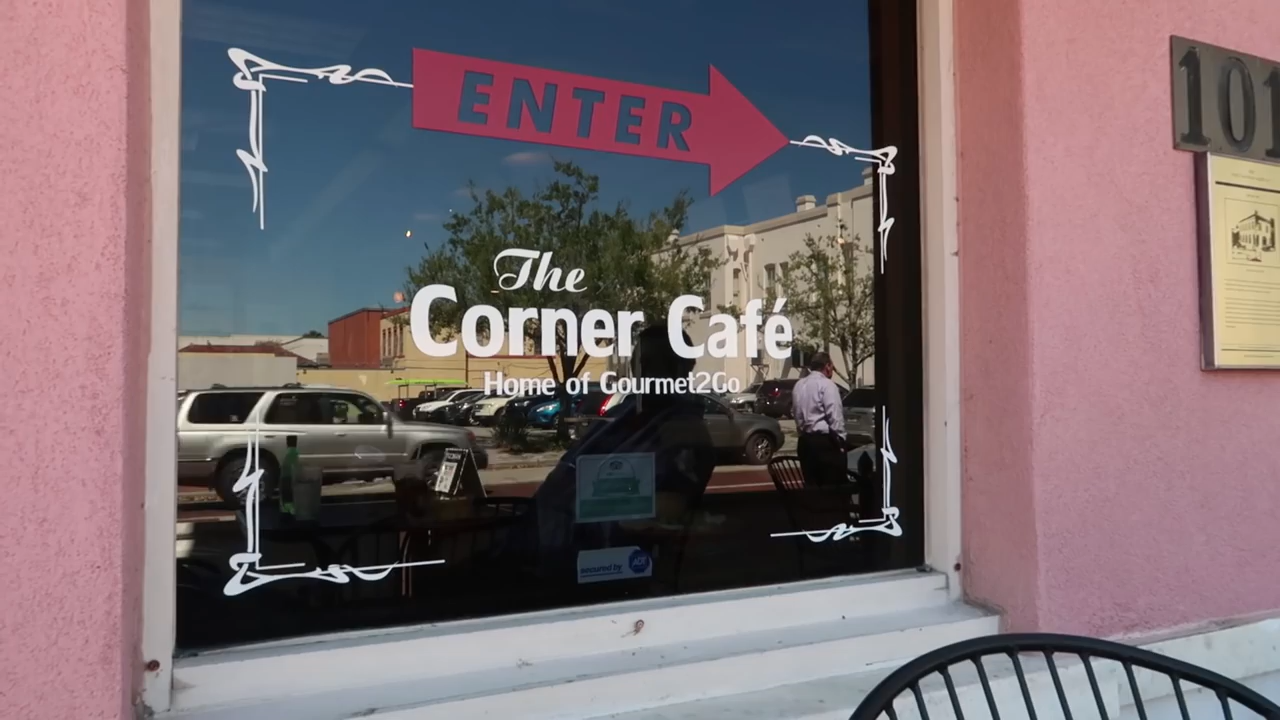 ENTER
101
The
Corner Café
Home of Gourmet2Go
secured by ADT